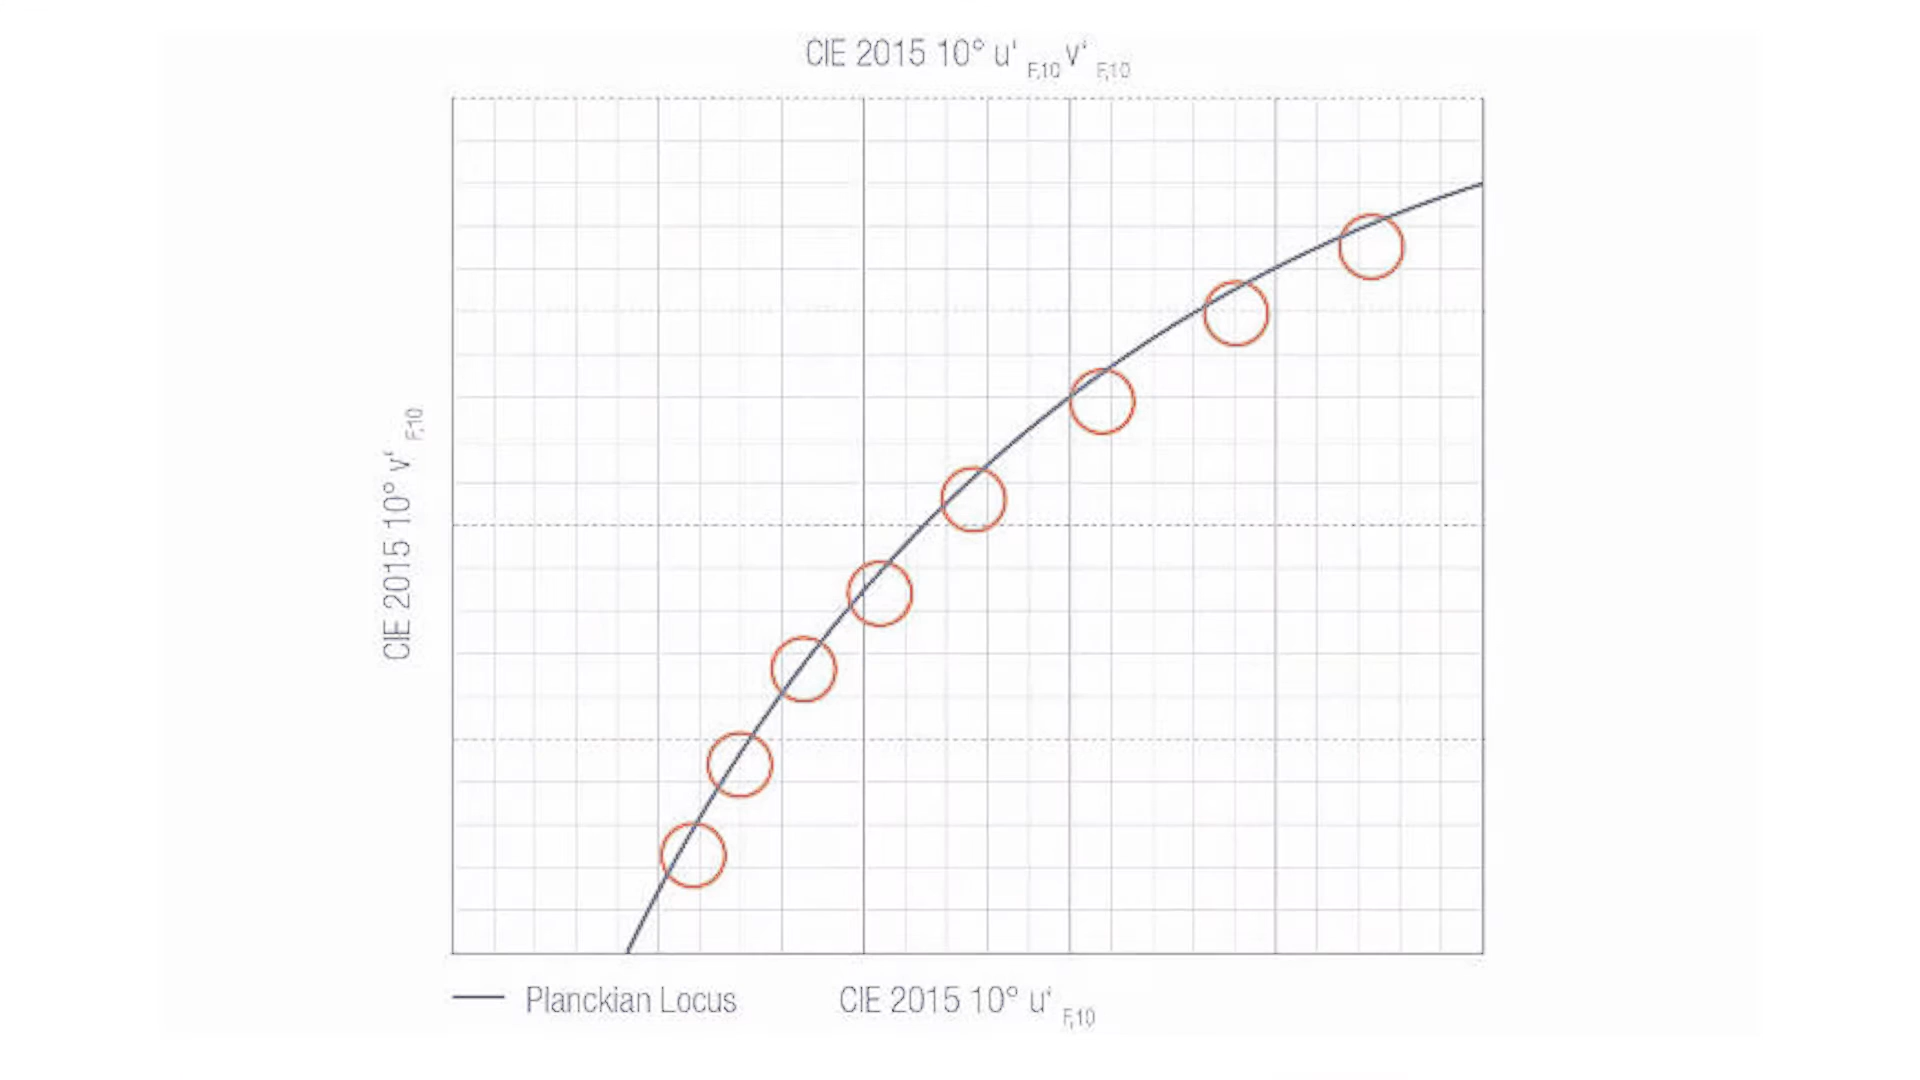 CIE 2015 10° u' F,10 v' F,10
CIE 2015 10° v' F,10
Planckian Locus
CIE 2015 10° u' F,10